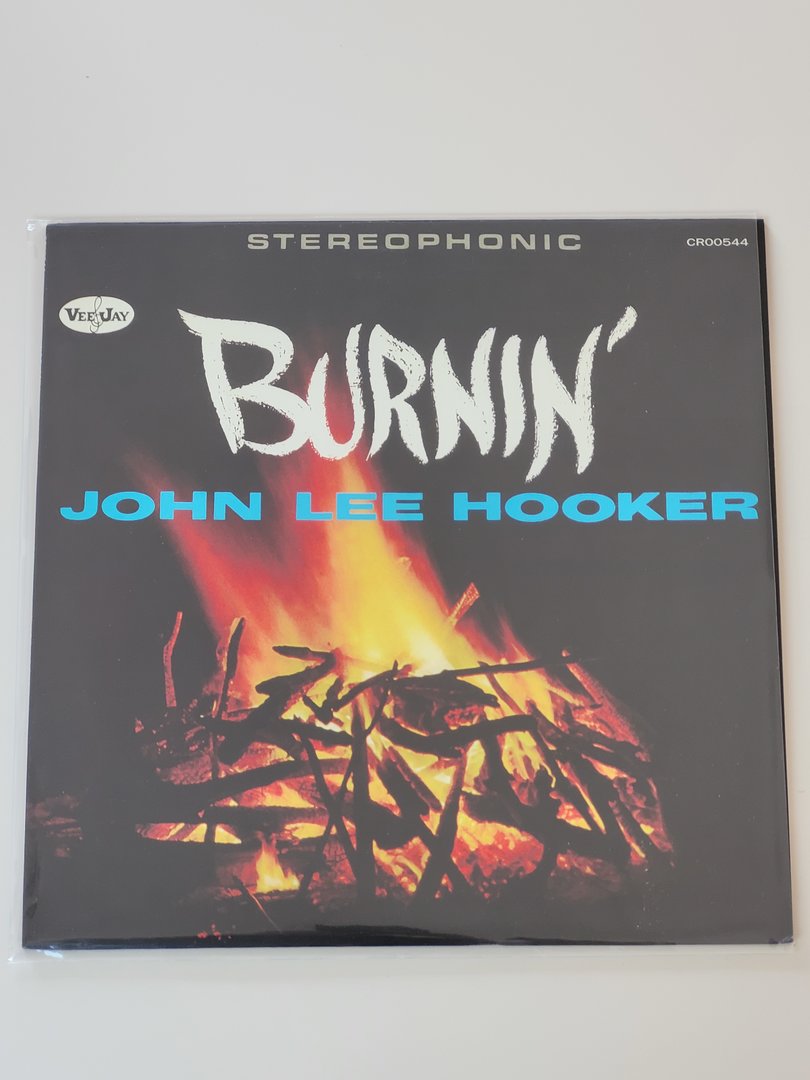 STEREOPHONIC
CR00544
VEE JAY
BURNIN'
JOHN LEE HOOKER